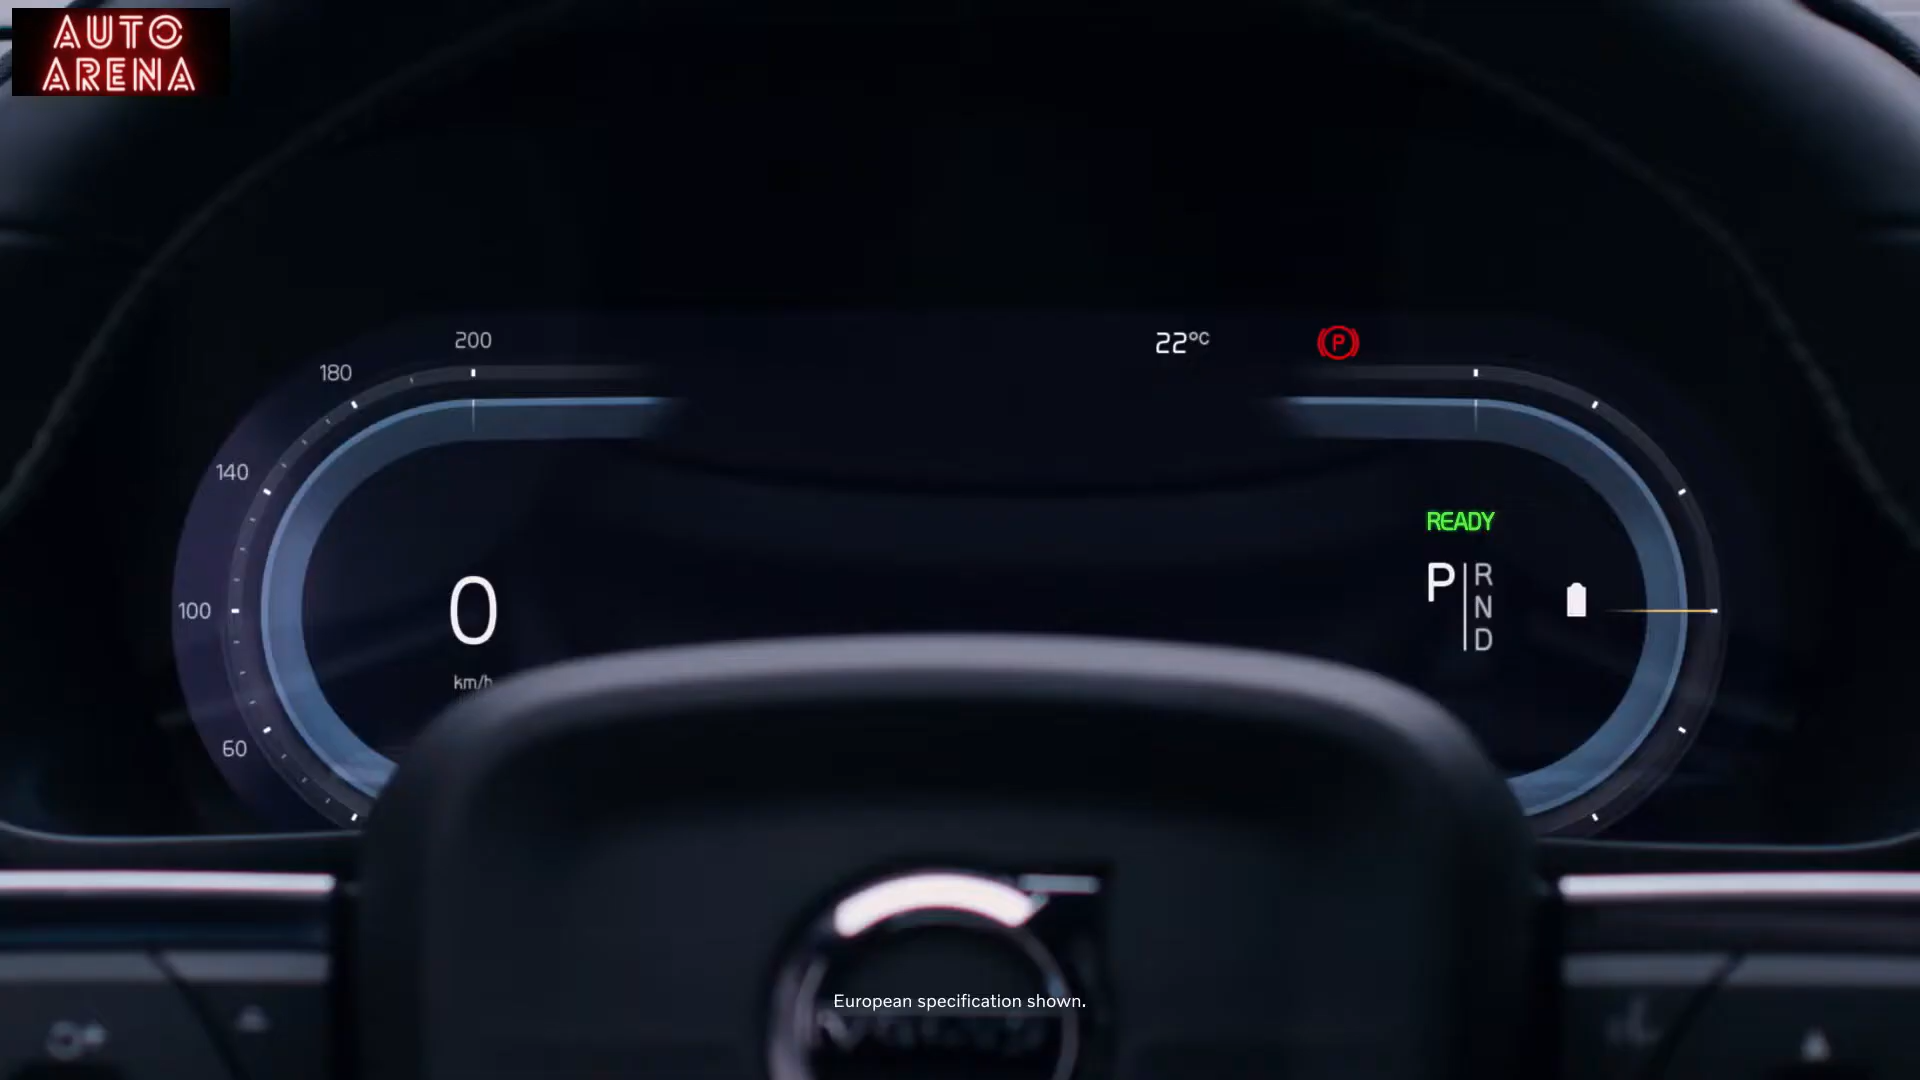 AUTO
ARENA
200
180
140
100
60
0
km/h
22°C
P
READY
P
R
N
D
European specification shown.